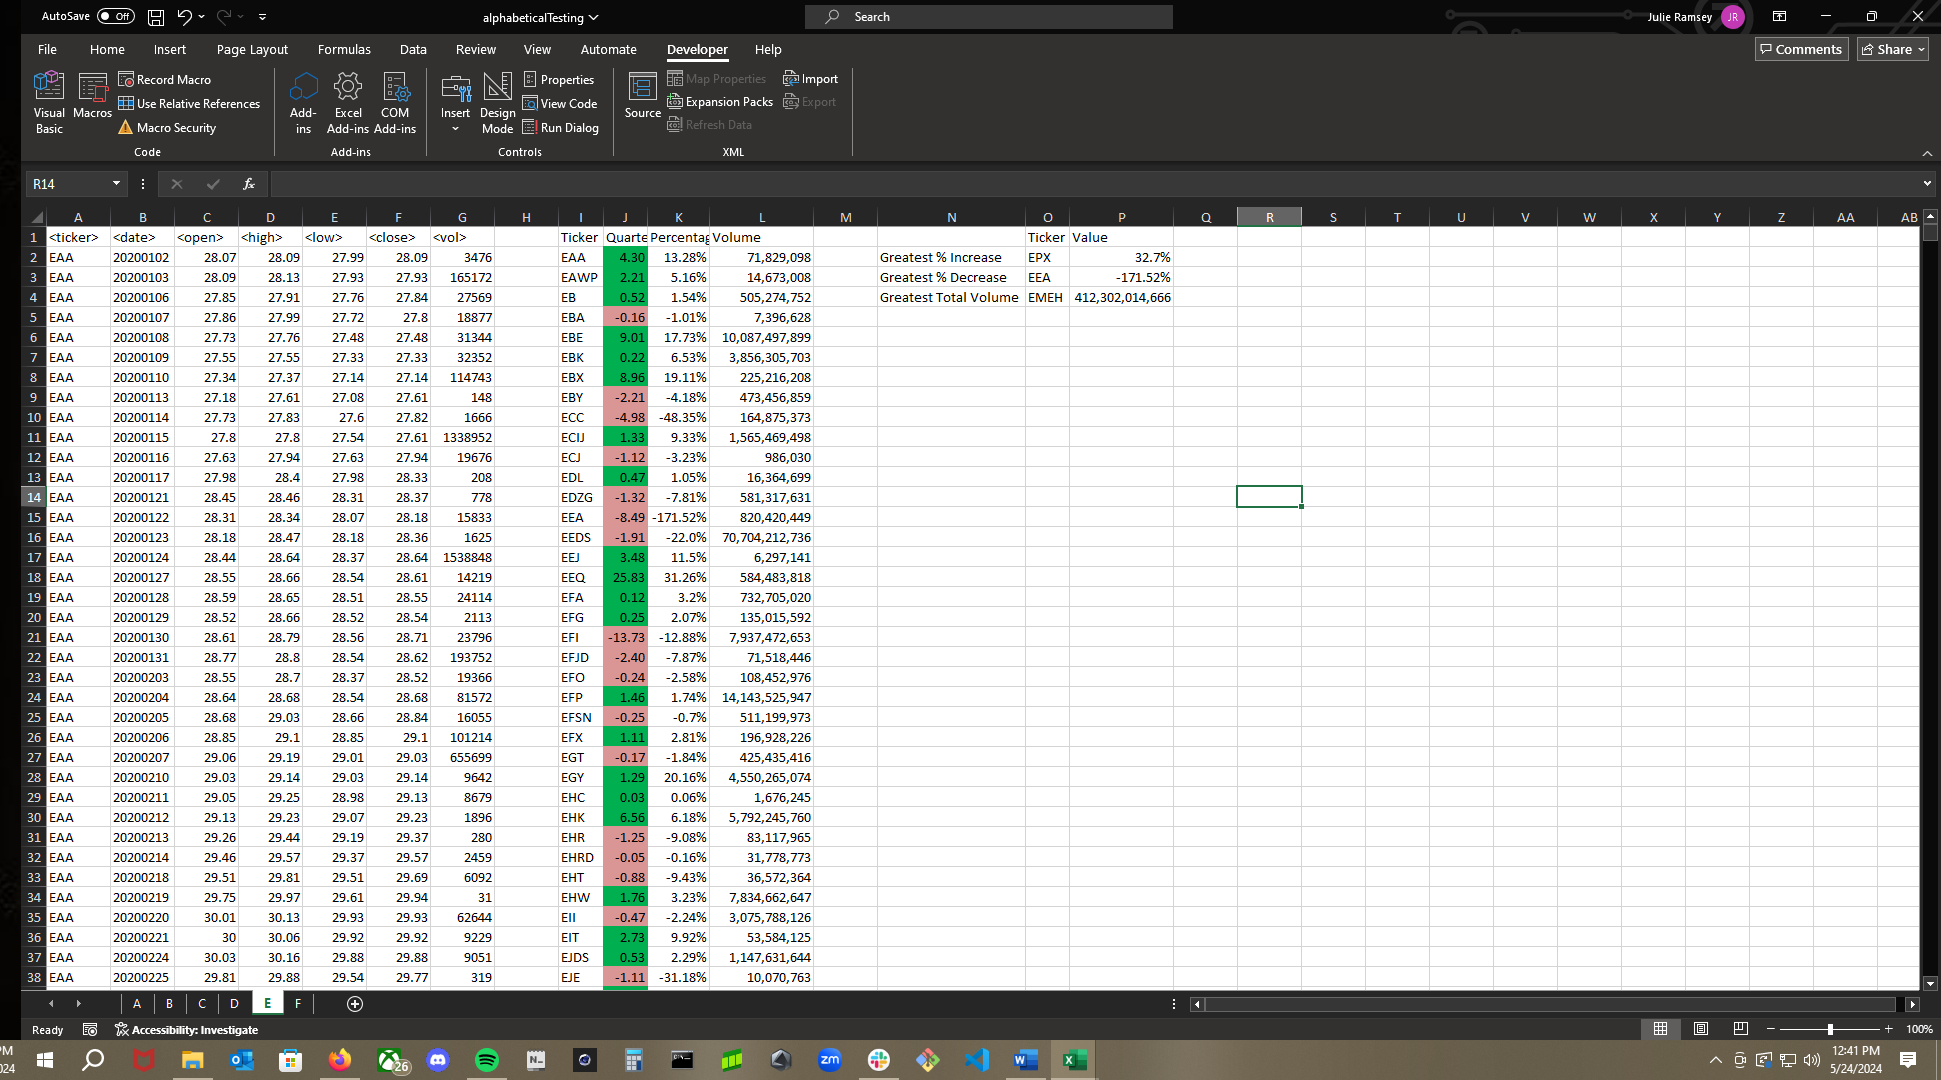 AutoSave Off alphabeticalTesting Search Julie Ramsey JR
File Home Insert Page Layout Formulas Data Review View Automate Developer Help Comments Share
Visual Basic Macros Record Macro Use Relative References Macro Security Code
Add-ins Excel Add-ins COM Add-ins Add-ins
Insert Design Mode Properties View Code Run Dialog Controls
Source Map Properties Expansion Packs Refresh Data Import Export XML
R14 fx
A B C D E F G H I J K L M N O P Q R S T U V W X Y Z AA AB
1 <ticker> <date> <open> <high> <low> <close> <vol> Ticker Quarte Percentag Volume Ticker Value
2 EAA 20200102 28.07 28.09 27.99 28.09 3476 EAA 4.30 13.28% 71,829,098 Greatest % Increase EPX 32.7%
3 EAA 20200103 28.09 28.13 27.93 27.93 165172 EAWP 2.21 5.16% 14,673,008 Greatest % Decrease EEA -171.52%
4 EAA 20200106 27.85 27.91 27.76 27.84 27569 EB 0.52 1.54% 505,274,752 Greatest Total Volume EMEH 412,302,014,666
5 EAA 20200107 27.86 27.99 27.72 27.8 18877 EBA -0.16 -1.01% 7,396,628
6 EAA 20200108 27.73 27.76 27.48 27.48 31344 EBE 9.01 17.73% 10,087,497,899
7 EAA 20200109 27.55 27.55 27.33 27.33 32352 EBK 0.22 6.53% 3,856,305,703
8 EAA 20200110 27.34 27.37 27.14 27.14 114743 EBX 8.96 19.11% 225,216,208
9 EAA 20200113 27.18 27.61 27.08 27.61 148 EBY -2.21 -4.18% 473,456,859
10 EAA 20200114 27.73 27.83 27.6 27.82 1666 ECC -4.98 -48.35% 164,875,373
11 EAA 20200115 27.8 27.8 27.54 27.61 1338952 ECIJ 1.33 9.33% 1,565,469,498
12 EAA 20200116 27.63 27.94 27.63 27.94 19676 ECJ -1.12 -3.23% 986,030
13 EAA 20200117 27.98 28.4 27.98 28.33 208 EDL 0.47 1.05% 16,364,699
14 EAA 20200121 28.45 28.46 28.31 28.37 778 EDZG -1.32 -7.81% 581,317,631
15 EAA 20200122 28.31 28.34 28.07 28.18 15833 EEA -8.49 -171.52% 820,420,449
16 EAA 20200123 28.18 28.47 28.18 28.36 1625 EEDS -1.91 -22.0% 70,704,212,736
17 EAA 20200124 28.44 28.64 28.37 28.64 1538848 EEJ 3.48 11.5% 6,297,141
18 EAA 20200127 28.55 28.66 28.54 28.61 14219 EEQ 25.83 31.26% 584,483,818
19 EAA 20200128 28.59 28.65 28.51 28.55 24114 EFA 0.12 3.2% 732,705,020
20 EAA 20200129 28.52 28.66 28.52 28.54 2113 EFG 0.25 2.07% 135,015,592
21 EAA 20200130 28.61 28.79 28.56 28.71 23796 EFI -13.73 -12.88% 7,937,472,653
22 EAA 20200131 28.77 28.8 28.54 28.62 193752 EFJD -2.40 -7.87% 71,518,446
23 EAA 20200203 28.55 28.7 28.37 28.52 19366 EFO -0.24 -2.58% 108,452,976
24 EAA 20200204 28.64 28.68 28.54 28.68 81572 EFP 1.46 1.74% 14,143,525,947
25 EAA 20200205 28.68 29.03 28.66 28.84 16055 EFSN -0.25 -0.7% 511,199,973
26 EAA 20200206 28.85 29.1 28.85 29.1 101214 EFX 1.11 2.81% 196,928,226
27 EAA 20200207 29.06 29.19 29.01 29.03 655699 EGT -0.17 -1.84% 425,435,416
28 EAA 20200210 29.03 29.14 29.03 29.14 9642 EGY 1.29 20.16% 4,550,265,074
29 EAA 20200211 29.05 29.25 28.98 29.13 8679 EHC 0.03 0.06% 1,676,245
30 EAA 20200212 29.13 29.23 29.07 29.23 1896 EHK 6.56 6.18% 5,792,245,760
31 EAA 20200213 29.26 29.44 29.19 29.37 280 EHR -1.25 -9.08% 83,117,965
32 EAA 20200214 29.46 29.57 29.37 29.57 2459 EHRD -0.05 -0.16% 31,778,773
33 EAA 20200218 29.51 29.81 29.51 29.69 6092 EHT -0.88 -9.43% 36,572,364
34 EAA 20200219 29.75 29.97 29.61 29.94 31 EHW 1.76 3.23% 7,834,662,647
35 EAA 20200220 30.01 30.13 29.93 29.93 62644 EII -0.47 -2.24% 3,075,788,126
36 EAA 20200221 30 30.06 29.92 29.92 9229 EIT 2.73 9.92% 53,584,125
37 EAA 20200224 30.03 30.16 29.88 29.88 9051 EJDS 0.53 2.29% 1,147,631,644
38 EAA 20200225 29.81 29.88 29.54 29.77 319 EJE -1.11 -31.18% 10,070,763
A B C D E F
Ready Accessibility: Investigate 100%
PM 26 zm 12:41 PM
024 5/24/2024